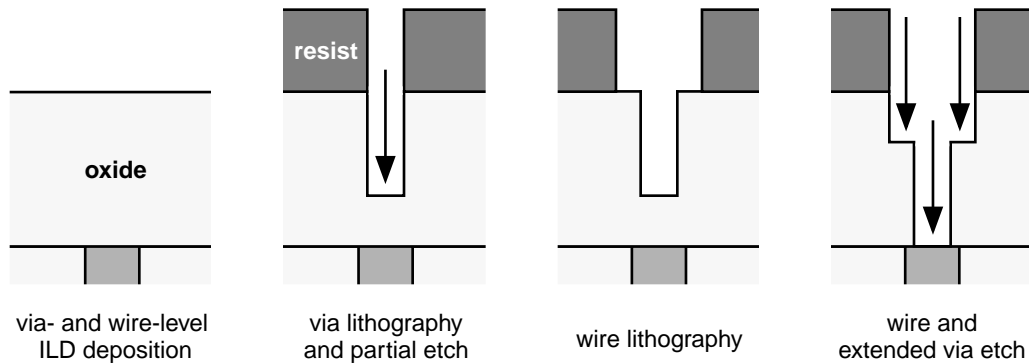 resist
oxide
via- and wire-level
ILD deposition
via lithography
and partial etch
wire lithography
wire and
extended via etch